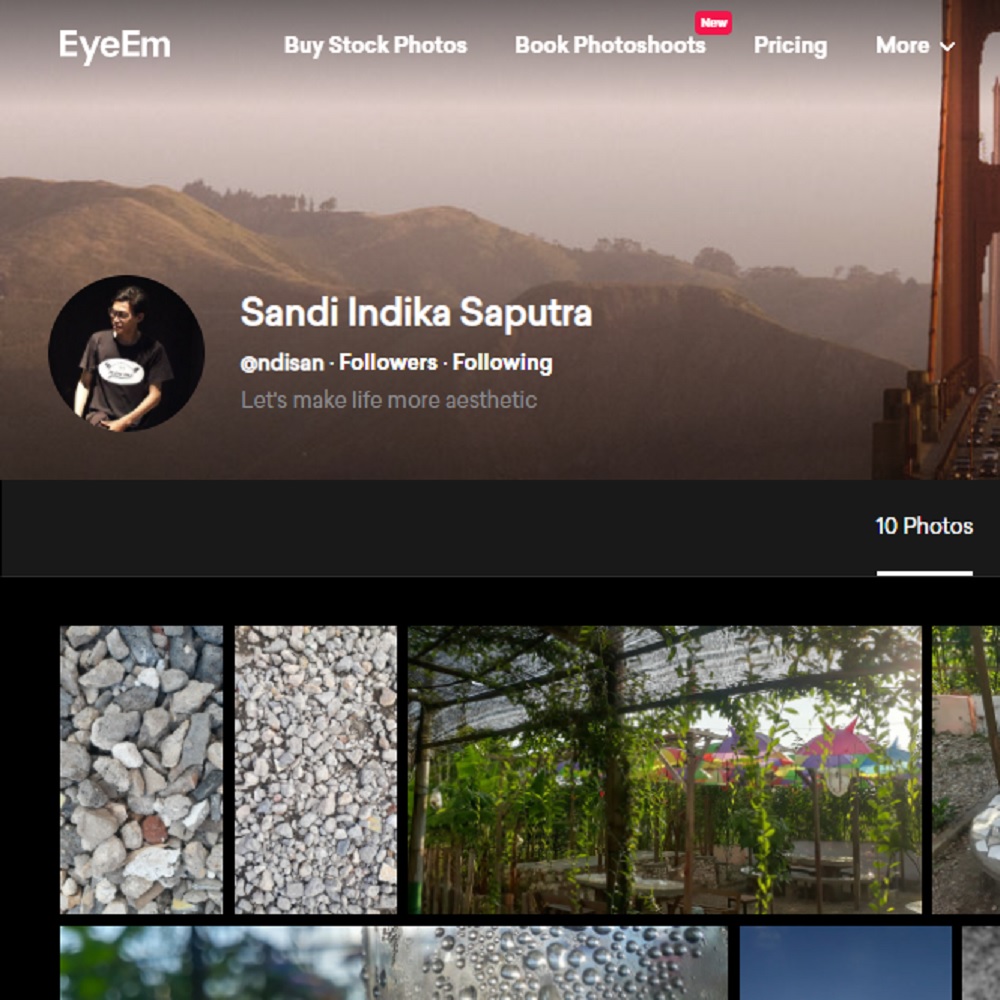 EyeEm
Buy Stock Photos
Book Photoshoots
New
Pricing
More
Sandi Indika Saputra
@ndisan · Followers · Following
Let's make life more aesthetic
10 Photos